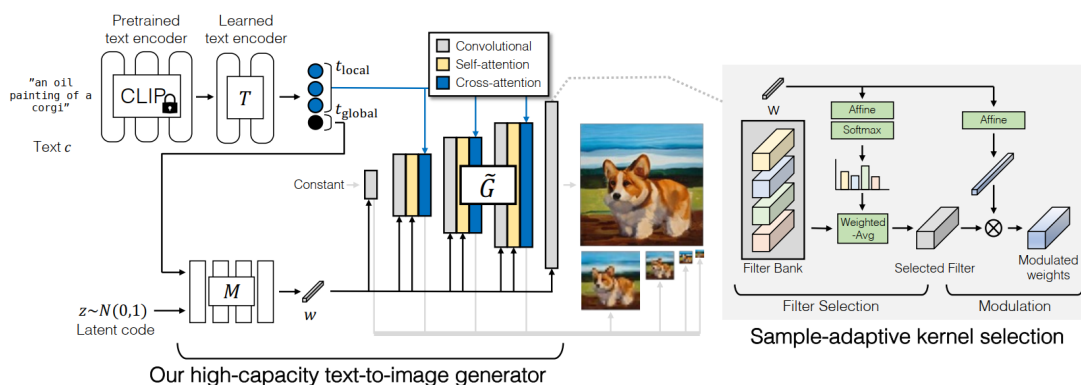 Pretrained
text encoder
Learned
text encoder
"an oil
painting of a
corgi"
Text c
CLIP
T
t_local
t_global
Convolutional
Self-attention
Cross-attention
Constant
G̃
z~N(0,1)
Latent code
M
w
Our high-capacity text-to-image generator
W
Affine
Softmax
Affine
Weighted
-Avg
Filter Bank
Selected Filter
Modulated
weights
Filter Selection
Modulation
Sample-adaptive kernel selection